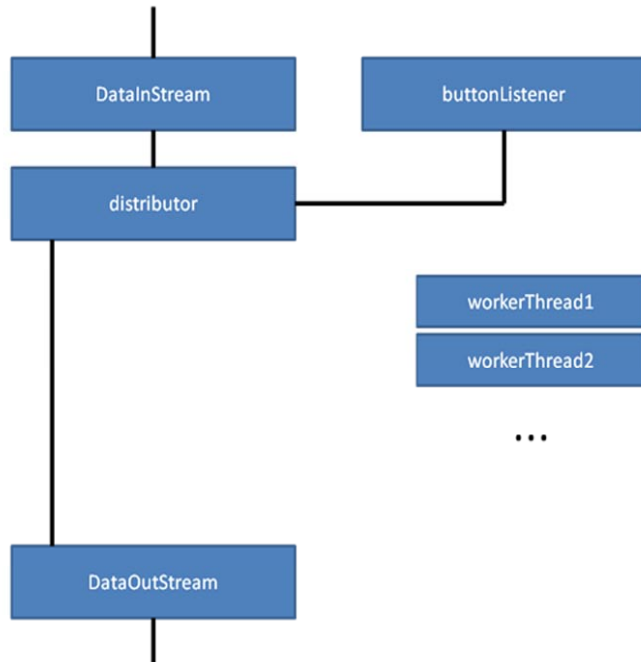 DataInStream
buttonListener
distributor
workerThread1
workerThread2
...
DataOutStream